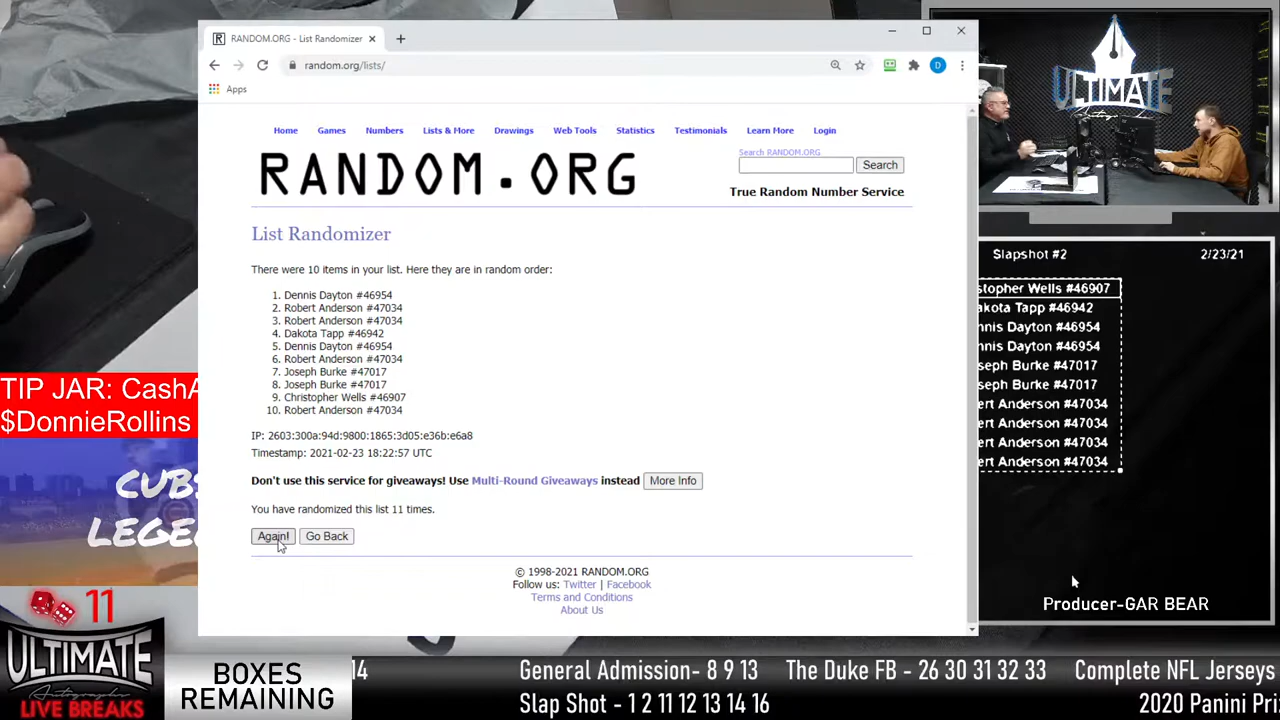 RANDOM.ORG - List Randomizer
random.org/lists/
D
Apps
Home Games Numbers Lists & More Drawings Web Tools Statistics Testimonials Learn More Login
RANDOM.ORG
Search RANDOM.ORG
Search
True Random Number Service
List Randomizer
There were 10 items in your list. Here they are in random order:
1. Dennis Dayton #46954
2. Robert Anderson #47034
3. Robert Anderson #47034
4. Dakota Tapp #46942
5. Dennis Dayton #46954
6. Robert Anderson #47034
7. Joseph Burke #47017
8. Joseph Burke #47017
9. Christopher Wells #46907
10. Robert Anderson #47034
IP: 2603:300a:94d:9800:1865:3d05:e36b:e6a8
Timestamp: 2021-02-23 18:22:57 UTC
Don't use this service for giveaways! Use Multi-Round Giveaways instead More Info
You have randomized this list 11 times.
Again! Go Back
© 1998-2021 RANDOM.ORG
Follow us: Twitter | Facebook
Terms and Conditions
About Us
ULTIMATE
Slapshot #2 2/23/21
stopher Wells #46907
akota Tapp #46942
nnis Dayton #46954
nnis Dayton #46954
seph Burke #47017
seph Burke #47017
ert Anderson #47034
ert Anderson #47034
ert Anderson #47034
ert Anderson #47034
Producer-GAR BEAR
TIP JAR: CashA
$DonnieRollins
CUBS
LEGE
11
ULTIMATE
Autographs
LIVE BREAKS
BOXES
REMAINING
14 General Admission- 8 9 13 The Duke FB - 26 30 31 32 33 Complete NFL Jerseys
Slap Shot - 1 2 11 12 13 14 16 2020 Panini Pri